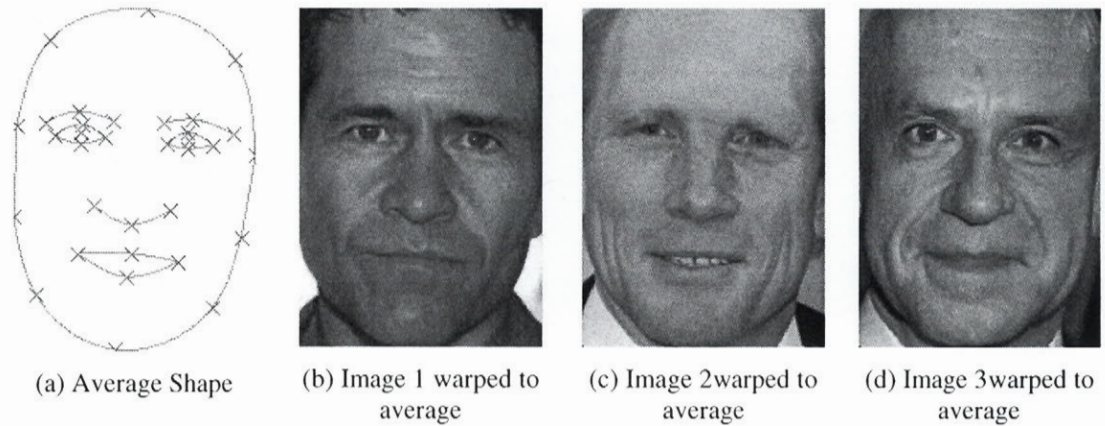 (a) Average Shape
(b) Image 1 warped to
average
(c) Image 2warped to
average
(d) Image 3warped to
average